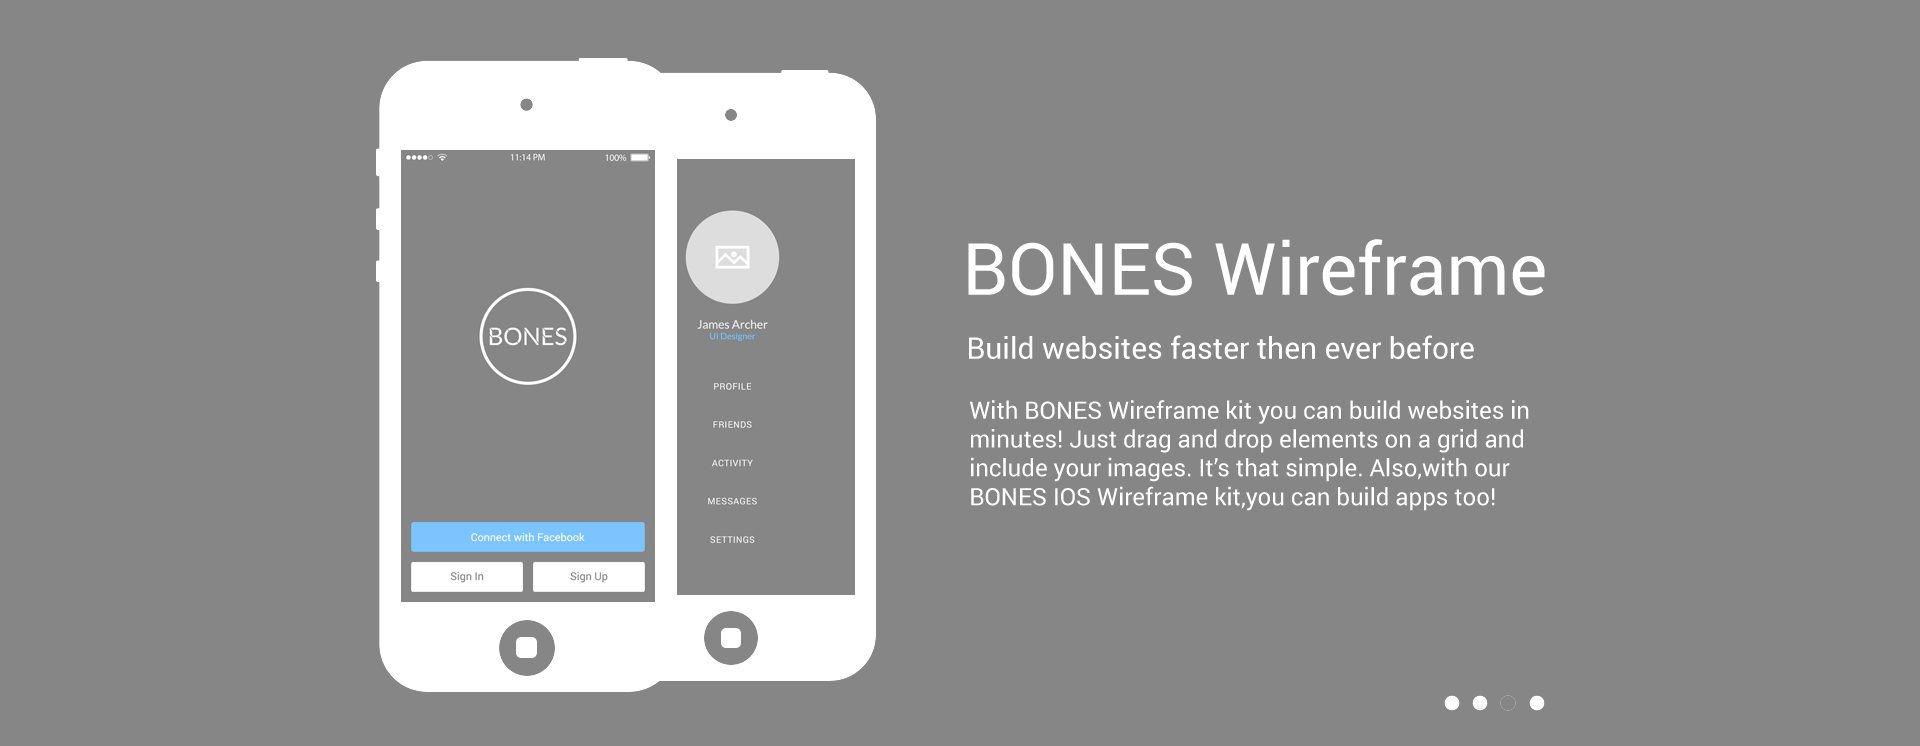 11:14 PM
100%
BONES
Connect with Facebook
Sign In
Sign Up
James Archer
UI Designer
PROFILE
FRIENDS
ACTIVITY
MESSAGES
SETTINGS
BONES Wireframe
Build websites faster then ever before
With BONES Wireframe kit you can build websites in
minutes! Just drag and drop elements on a grid and
include your images. It’s that simple. Also,with our
BONES IOS Wireframe kit,you can build apps too!